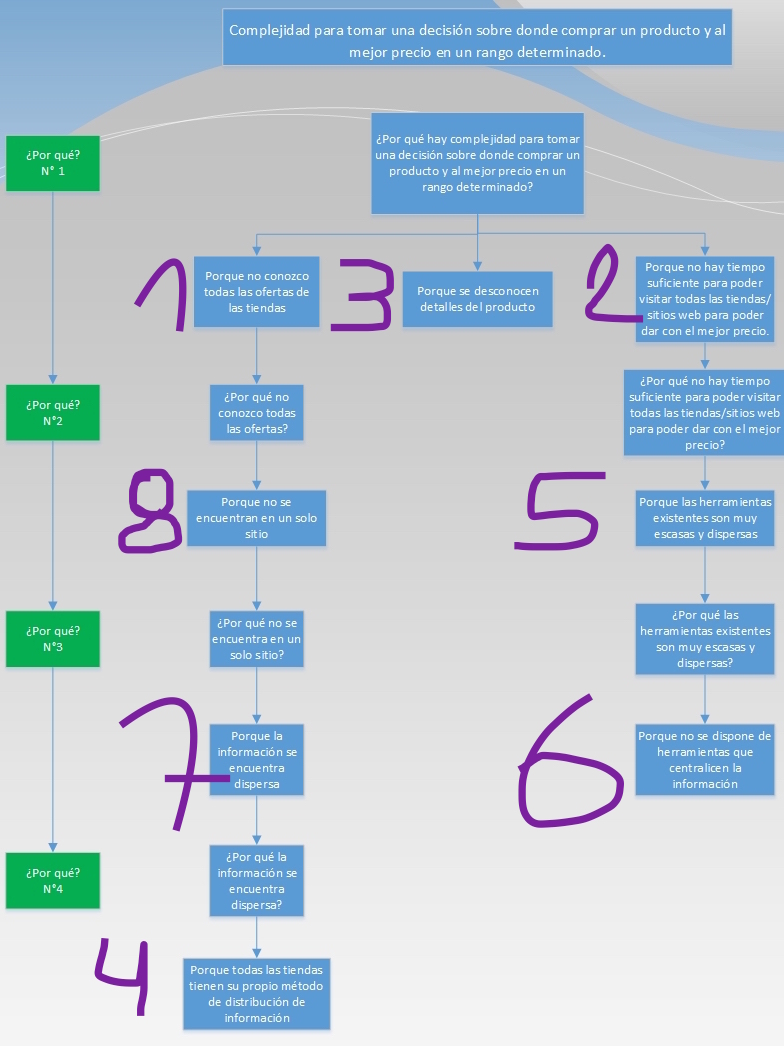 Complejidad para tomar una decisión sobre donde comprar un producto y al
mejor precio en un rango determinado.
¿Por qué?
N° 1
¿Por qué hay complejidad para tomar
una decisión sobre donde comprar un
producto y al mejor precio en un
rango determinado?
1
Porque no conozco
todas las ofertas de
las tiendas
3
Porque se desconocen
detalles del producto
2
Porque no hay tiempo
suficiente para poder
visitar todas las tiendas/
sitios web para poder
dar con el mejor precio.
¿Por qué?
N°2
¿Por qué no
conozco todas
las ofertas?
¿Por qué no hay tiempo
suficiente para poder visitar
todas las tiendas/sitios web
para poder dar con el mejor
precio?
8
Porque no se
encuentran en un solo
sitio
5
Porque las herramientas
existentes son muy
escasas y dispersas
¿Por qué?
N°3
¿Por qué no se
encuentra en un
solo sitio?
¿Por qué las
herramientas existentes
son muy escasas y
dispersas?
7
Porque la
información se
encuentra
dispersa
6
Porque no se dispone de
herramientas que
centralicen la
información
¿Por qué?
N°4
¿Por qué la
información se
encuentra
dispersa?
4
Porque todas las tiendas
tienen su propio método
de distribución de
información